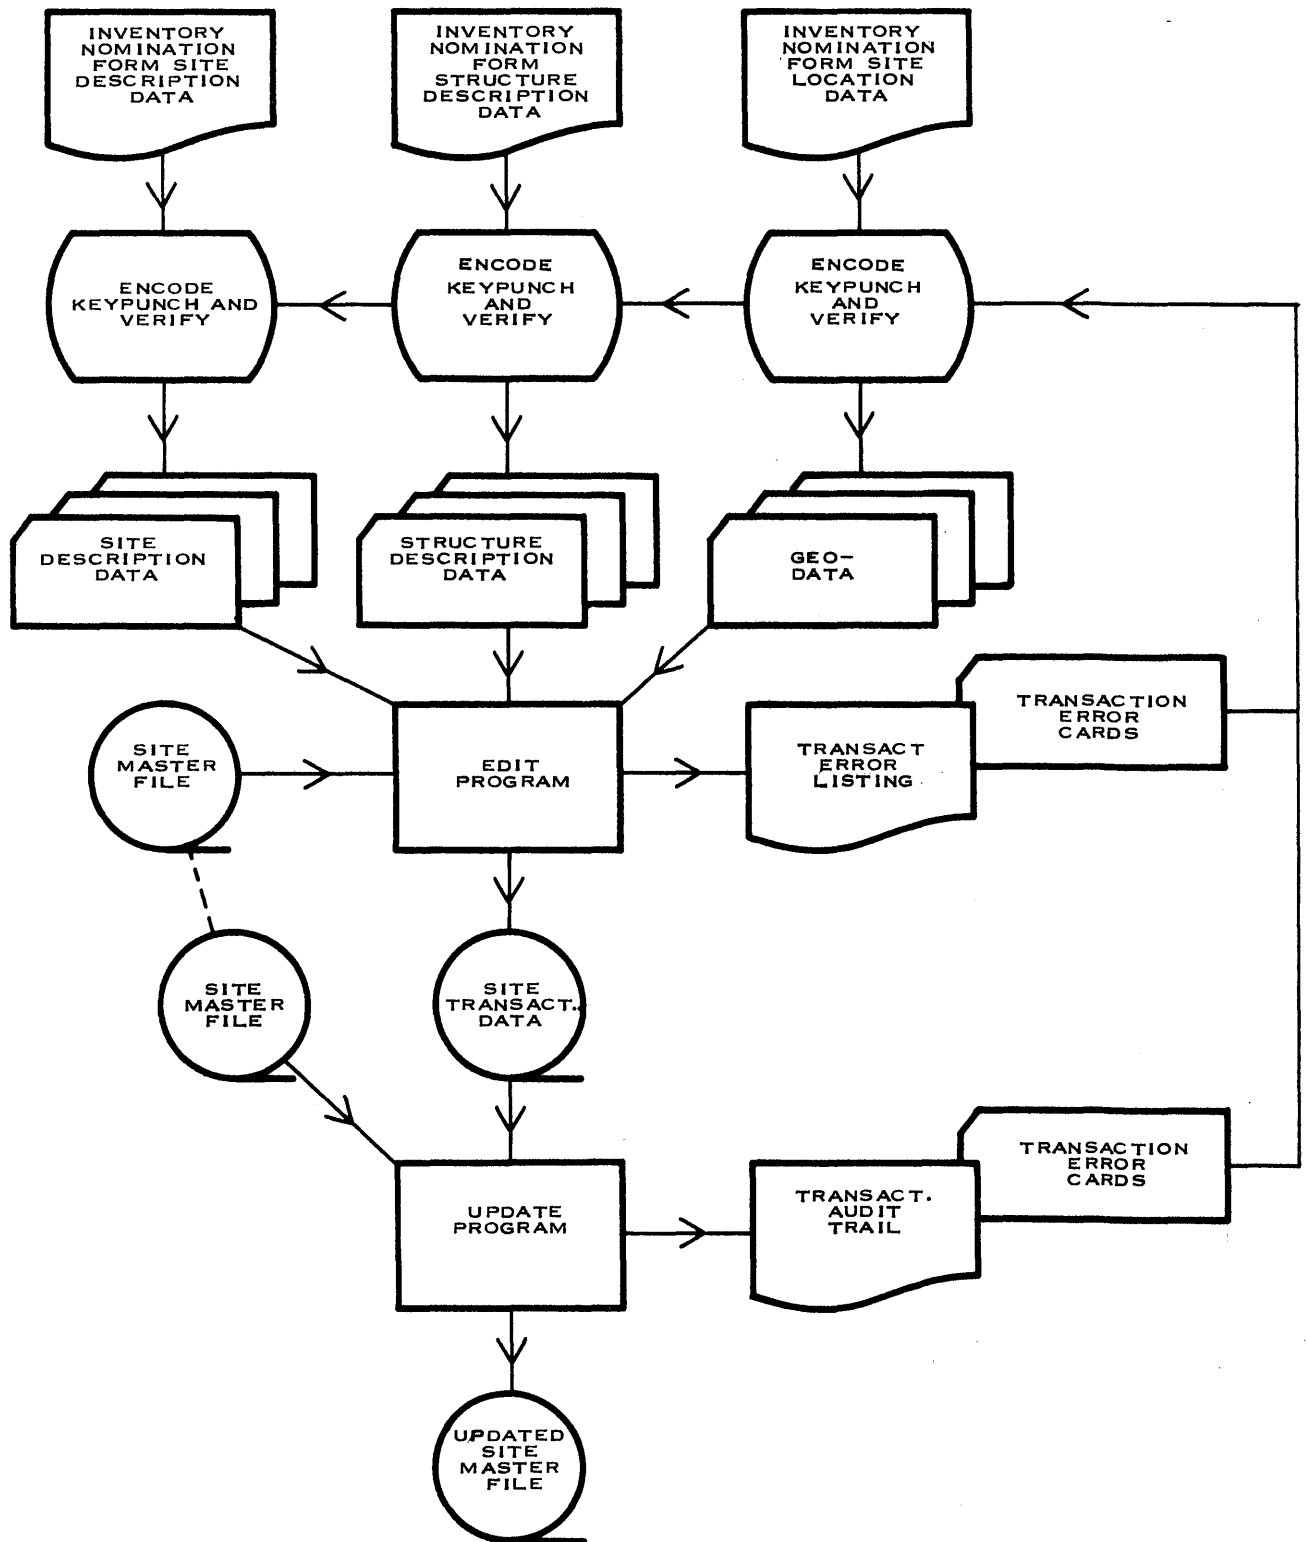 INVENTORY
NOMINATION
FORM SITE
DESCRIPTION
DATA
INVENTORY
NOMINATION
FORM
STRUCTURE
DESCRIPTION
DATA
INVENTORY
NOMINATION
FORM SITE
LOCATION
DATA
ENCODE
KEYPUNCH AND
VERIFY
ENCODE
KEYPUNCH
AND
VERIFY
ENCODE
KEYPUNCH
AND
VERIFY
SITE
DESCRIPTION
DATA
STRUCTURE
DESCRIPTION
DATA
GEO-
DATA
SITE
MASTER
FILE
EDIT
PROGRAM
TRANSACT
ERROR
LISTING
TRANSACTION
ERROR
CARDS
SITE
MASTER
FILE
SITE
TRANSACT.
DATA
UPDATE
PROGRAM
TRANSACT.
AUDIT
TRAIL
TRANSACTION
ERROR
CARDS
UPDATED
SITE
MASTER
FILE